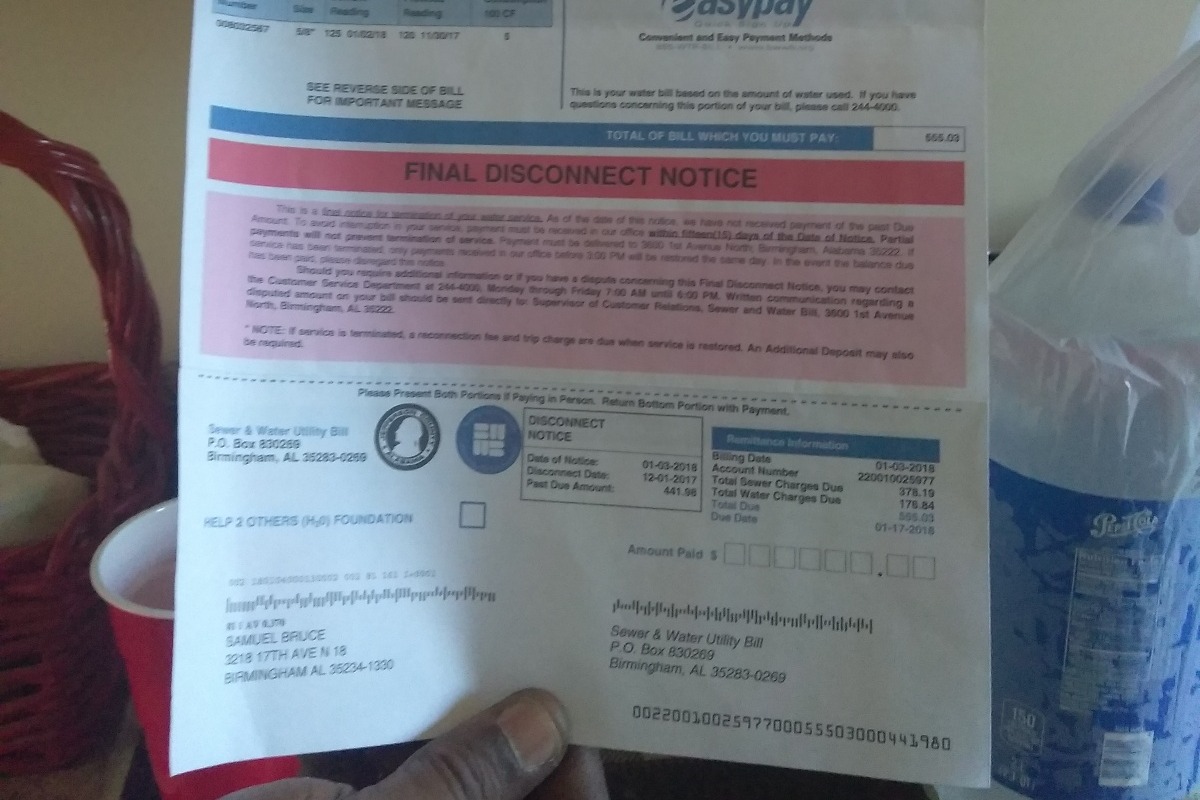 Number Size Reading Reading 100 CF
008032567 5/8" 125 01/02/18 120 11/30/17 5
Easypay
Convenient and Easy Payment Methods
SEE REVERSE SIDE OF BILL
FOR IMPORTANT MESSAGE
This is your water bill based on the amount of water used. If you have
questions concerning this portion of your bill, please call 244-4000.
TOTAL OF BILL WHICH YOU MUST PAY: 555.03
FINAL DISCONNECT NOTICE
This is a final notice for termination of your water service. As of the date of this notice, we have not received payment of the past Due
Amount. To avoid interruption in your service, payment must be received in our office within fifteen(15) days of the Date of Notice. Partial
payments will not prevent termination of service. Payment must be delivered to 3600 1st Avenue North, Birmingham, Alabama 35222. If
service has been terminated, only payments received in our office before 3:00 PM will be restored the same day. In the event the balance due
has been paid, please disregard this notice.
Should you require additional information or if you have a dispute concerning this Final Disconnect Notice, you may contact
the Customer Service Department at 244-4000, Monday through Friday 7:00 AM until 6:00 PM. Written communication regarding a
disputed amount on your bill should be sent directly to: Supervisor of Customer Relations, Sewer and Water Bill, 3600 1st Avenue
North, Birmingham, AL 35222.
* NOTE: If service is terminated, a reconnection fee and trip charge are due when service is restored. An Additional Deposit may also
be required.
Please Present Both Portions if Paying in Person. Return Bottom Portion with Payment.
Sewer & Water Utility Bill
P.O. Box 830269
Birmingham, AL 35283-0269
DISCONNECT
NOTICE
Date of Notice: 01-03-2018
Disconnect Date: 12-01-2017
Past Due Amount: 441.98
Remittance Information
Billing Date 01-03-2018
Account Number 220010025977
Total Sewer Charges Due 378.19
Total Water Charges Due 176.84
Total Due 555.03
Due Date 01-17-2018
HELP 2 OTHERS (H₂0) FOUNDATION
Amount Paid $ .
SAMUEL BRUCE
3218 17TH AVE N 18
BIRMINGHAM AL 35234-1330
Sewer & Water Utility Bill
P.O. Box 830269
Birmingham, AL 35283-0269
0022001002597700055503000441980
150